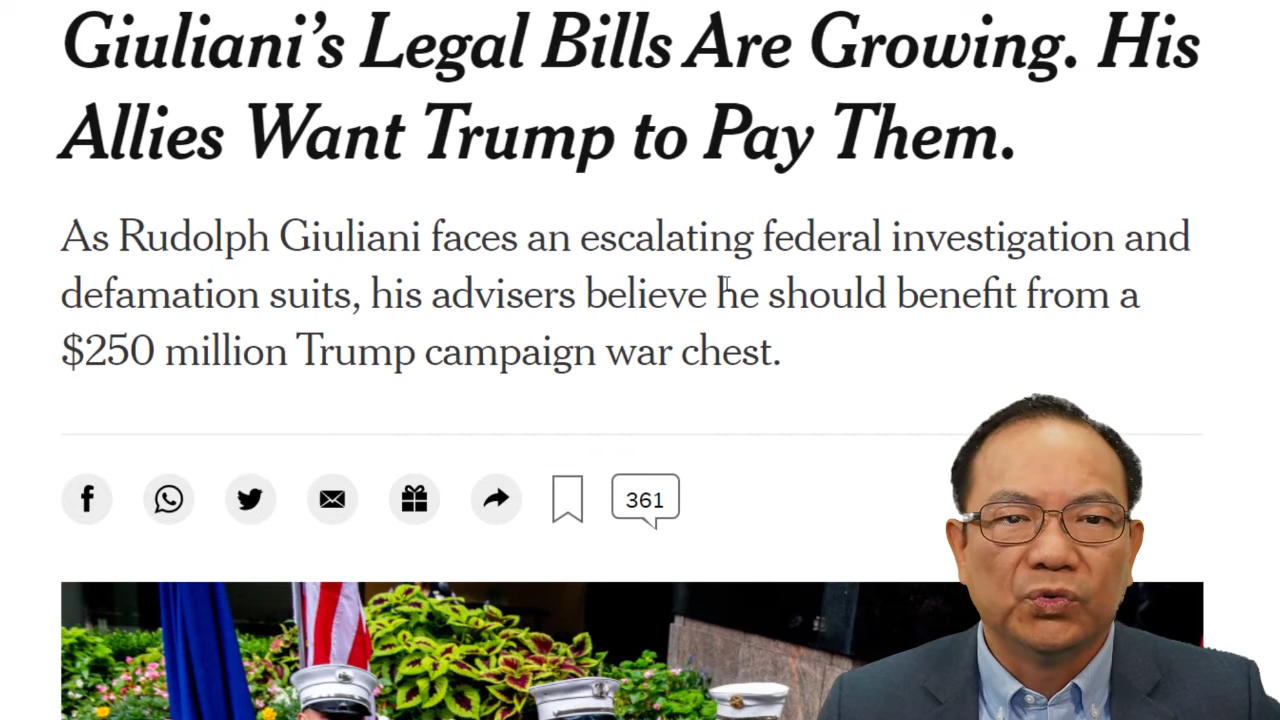 Giuliani’s Legal Bills Are Growing. His
Allies Want Trump to Pay Them.
As Rudolph Giuliani faces an escalating federal investigation and
defamation suits, his advisers believe he should benefit from a
$250 million Trump campaign war chest.
361